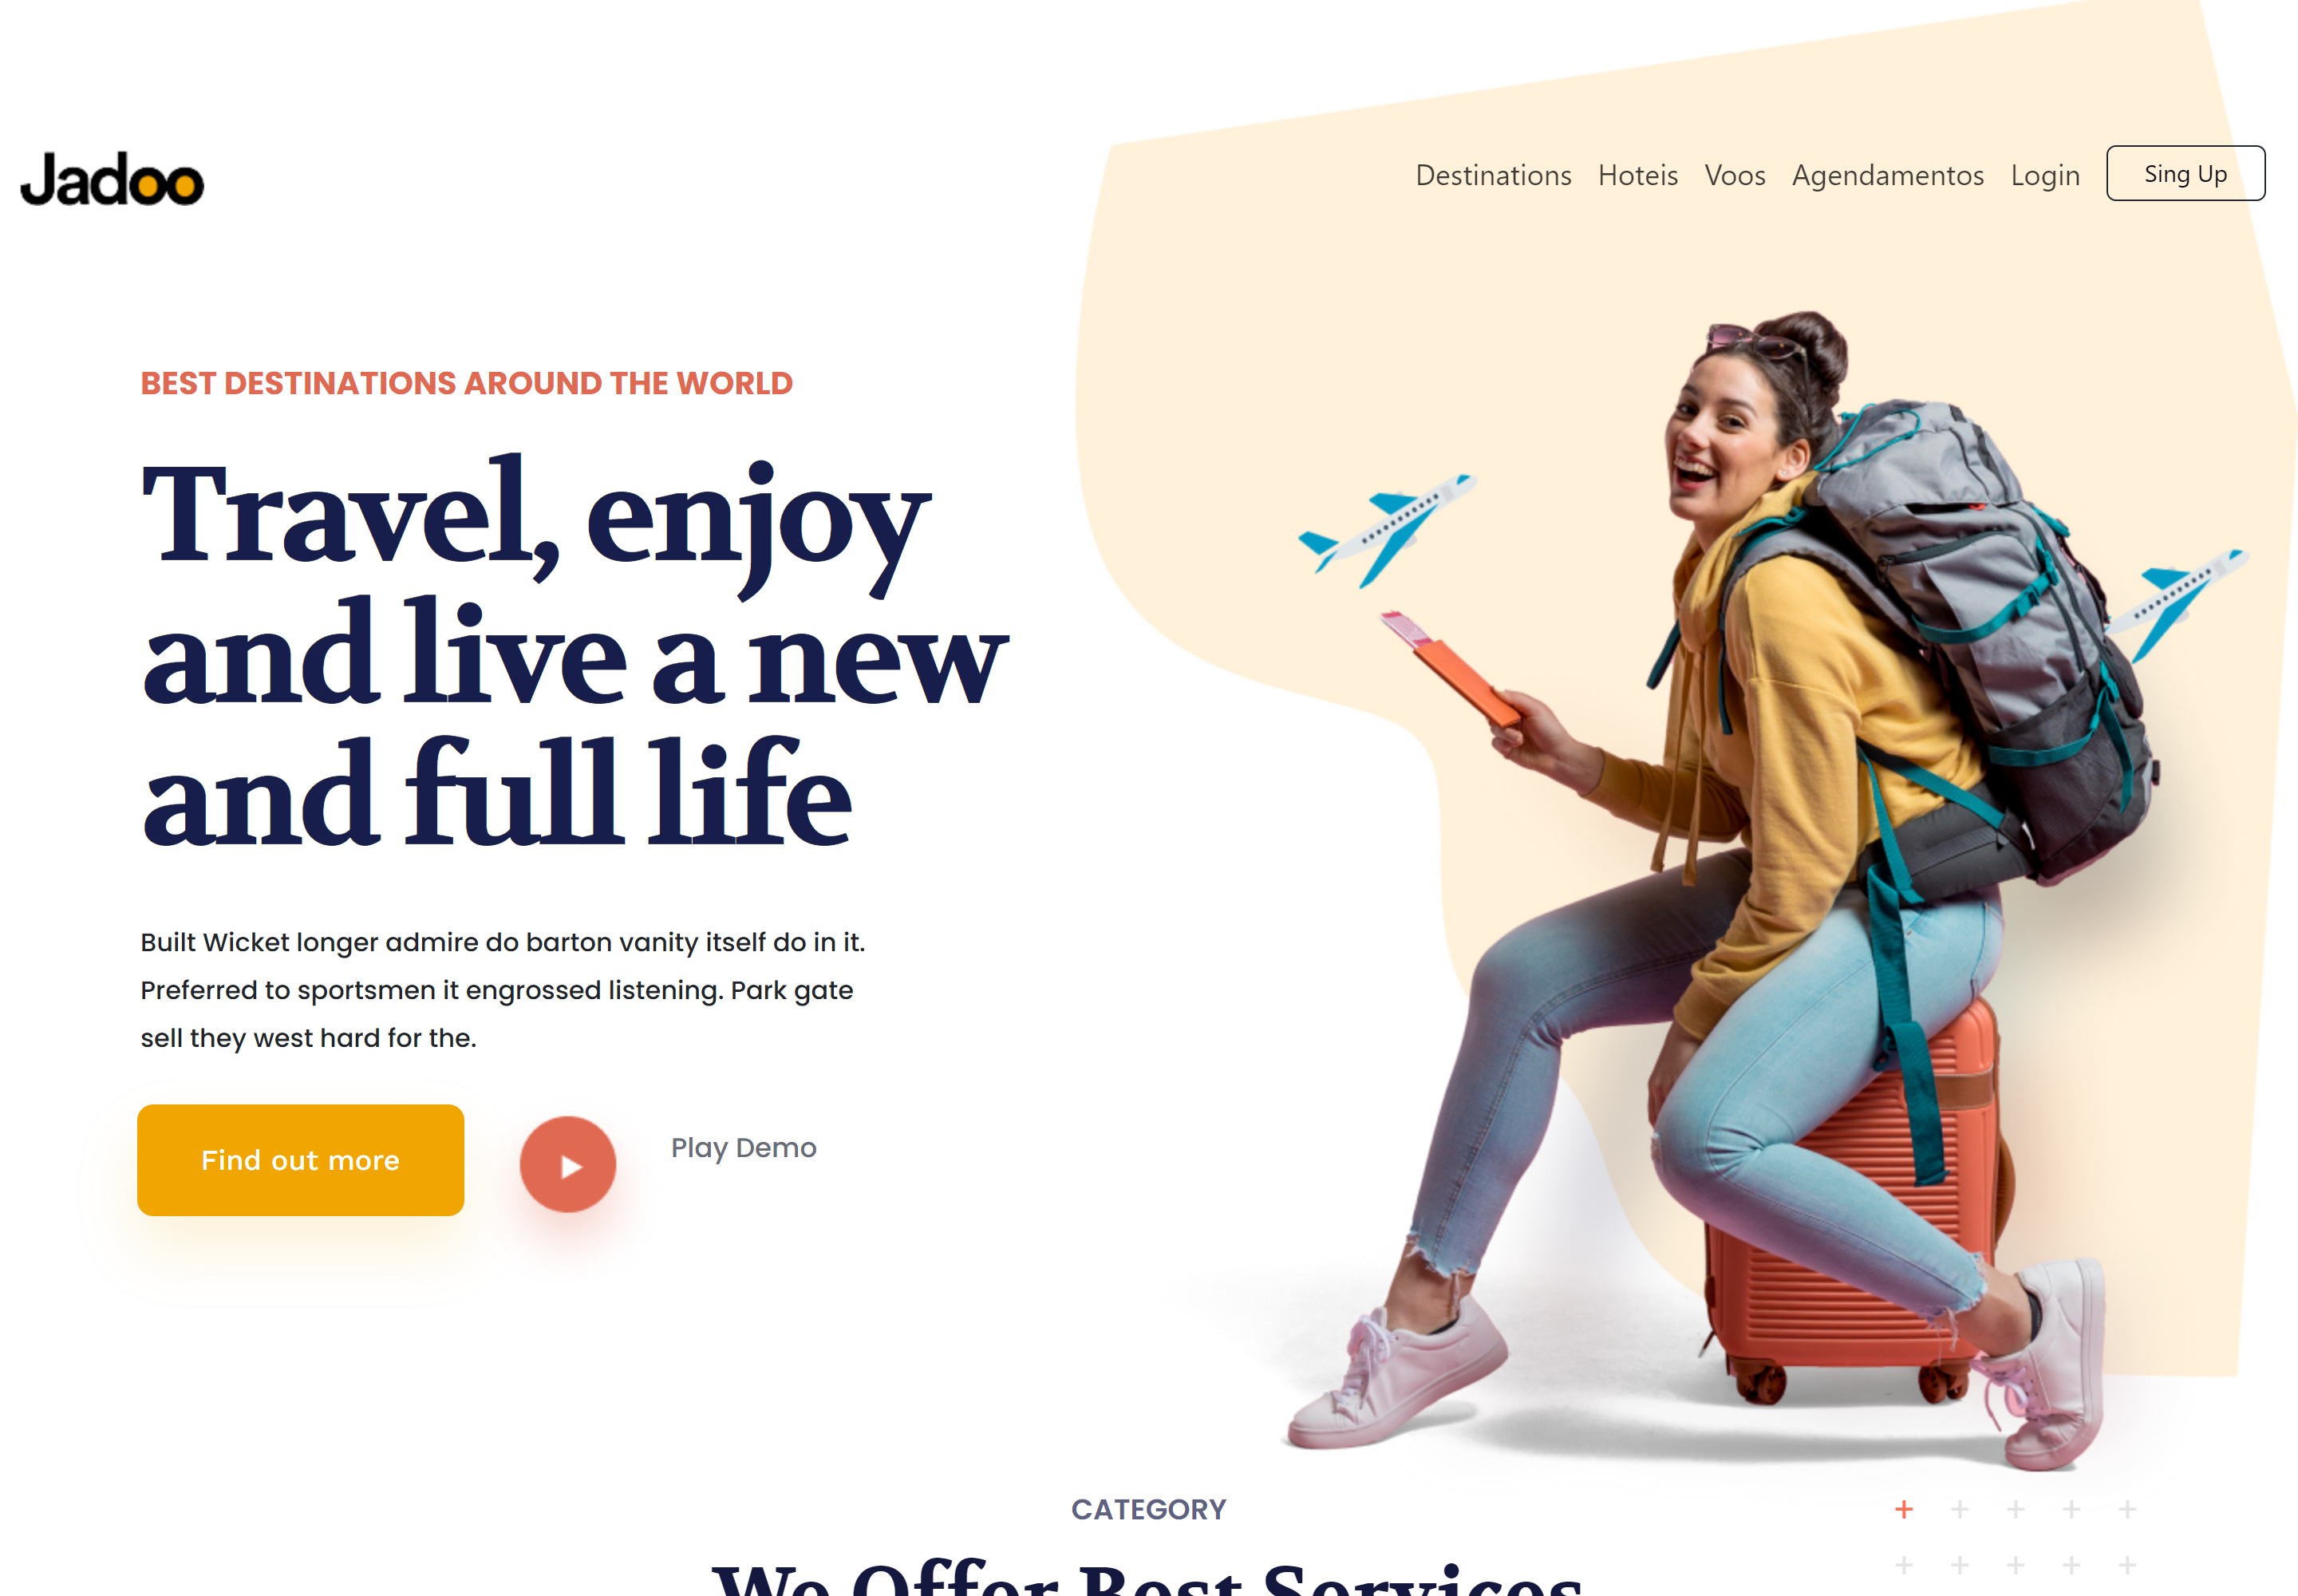 Jadoo
Destinations Hoteis Voos Agendamentos Login Sing Up
BEST DESTINATIONS AROUND THE WORLD
Travel, enjoy
and live a new
and full life
Built Wicket longer admire do barton vanity itself do in it.
Preferred to sportsmen it engrossed listening. Park gate
sell they west hard for the.
Find out more
Play Demo
CATEGORY
We Offer Best Services